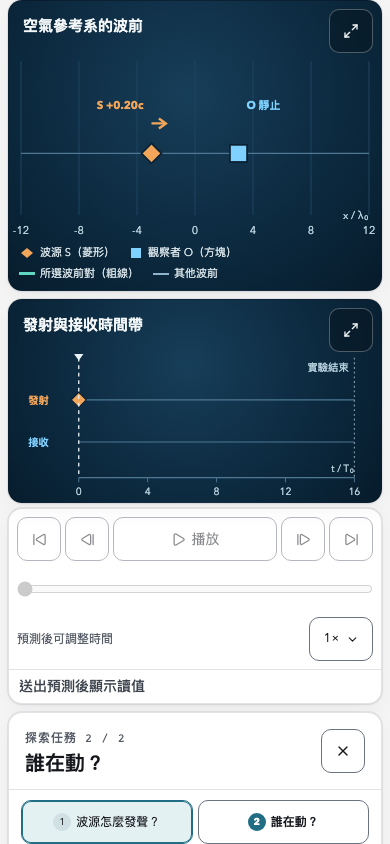 空氣參考系的波前
S +0.20c
O 靜止
x / λ₀
-12 -8 -4 0 4 8 12
波源 S（菱形） 觀察者 O（方塊）
所選波前對（粗線） 其他波前
發射與接收時間帶
實驗結束
發射
接收
t / T₀
0 4 8 12 16
播放
預測後可調整時間
1×
送出預測後顯示讀值
探索任務 2 / 2
誰在動？
1 波源怎麼發聲？ 2 誰在動？